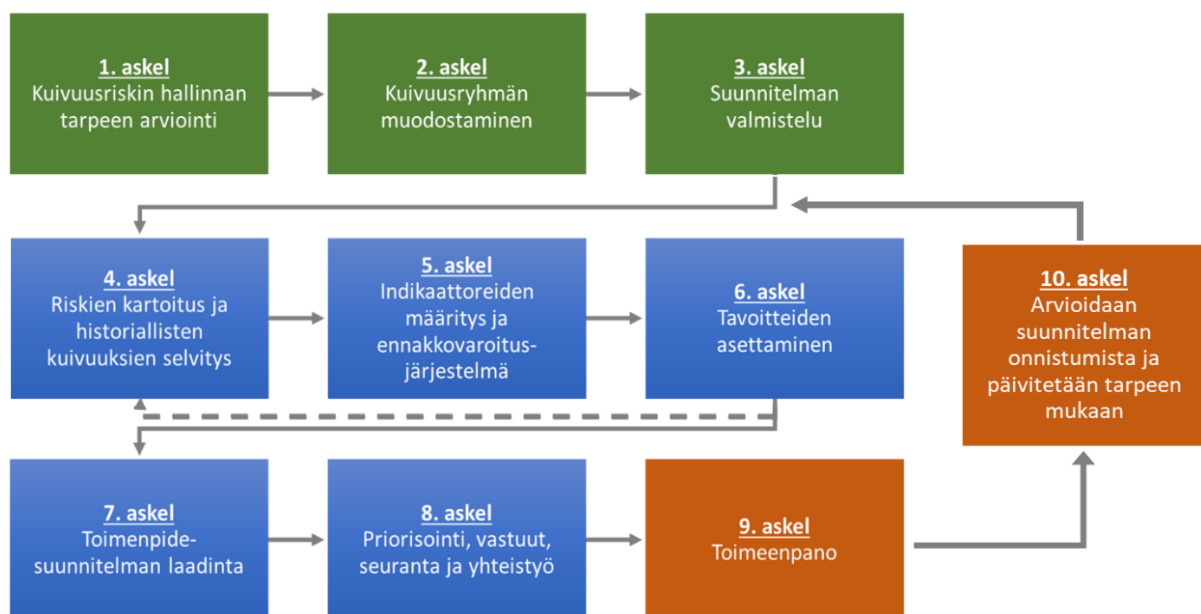 1. askel
Kuivuusriskin hallinnan
tarpeen arviointi
2. askel
Kuivuusryhmän
muodostaminen
3. askel
Suunnitelman
valmistelu
4. askel
Riskien kartoitus ja
historiallisten
kuivuuksien selvitys
5. askel
Indikaattoreiden
määritys ja
ennakkovaroitus-
järjestelmä
6. askel
Tavoitteiden
asettaminen
10. askel
Arvioidaan
suunnitelman
onnistumista ja
päivitetään tarpeen
mukaan
7. askel
Toimenpide-
suunnitelman laadinta
8. askel
Priorisointi, vastuut,
seuranta ja yhteistyö
9. askel
Toimeenpano